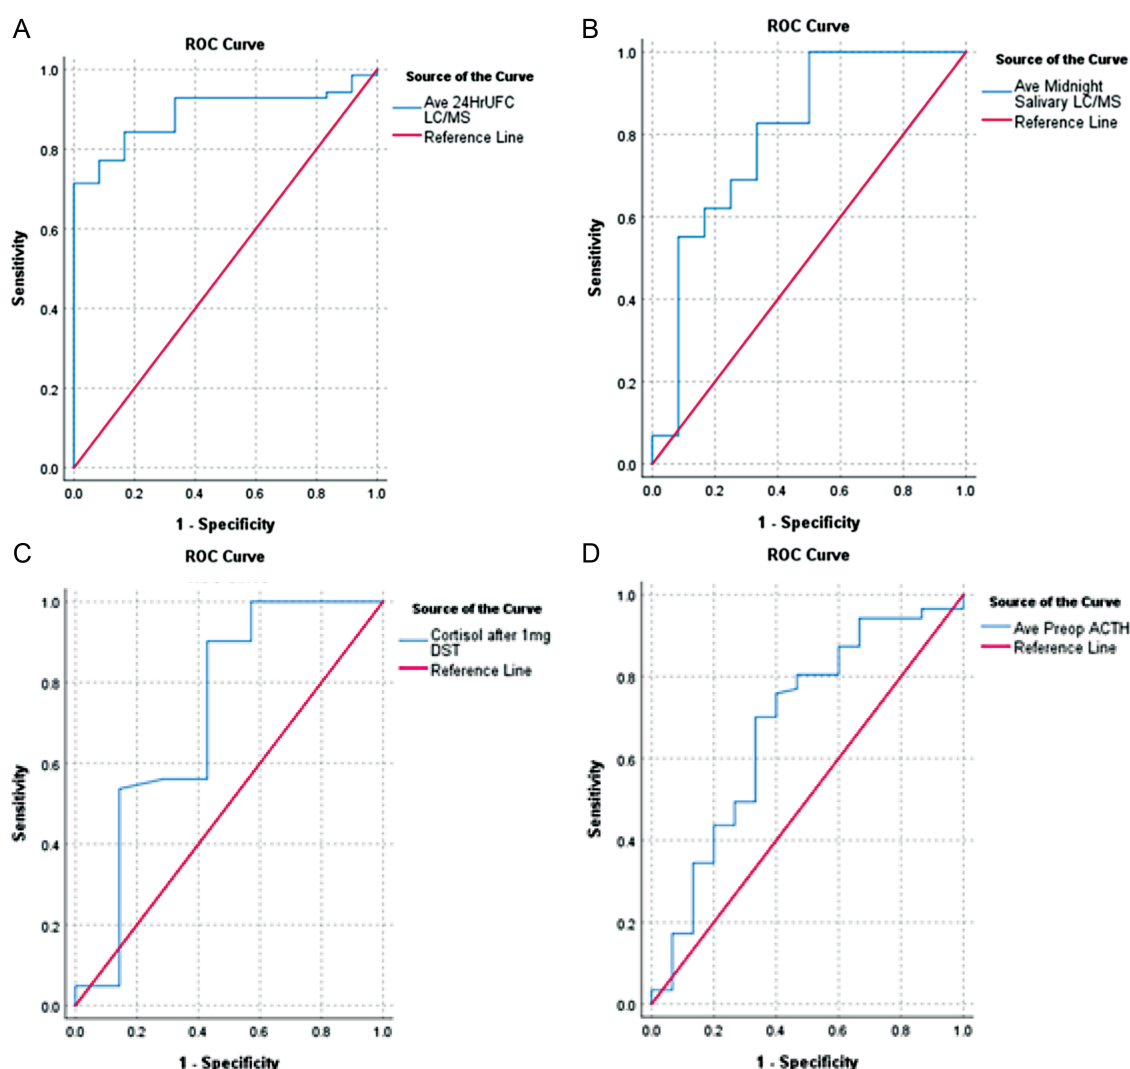 A
ROC Curve
Source of the Curve
Ave 24HrUFC
LC/MS
Reference Line
Sensitivity
1.0
0.8
0.6
0.4
0.2
0.0
0.0 0.2 0.4 0.6 0.8 1.0
1 - Specificity
B
ROC Curve
Source of the Curve
Ave Midnight
Salivary LC/MS
Reference Line
Sensitivity
1.0
0.8
0.6
0.4
0.2
0.0
0.0 0.2 0.4 0.6 0.8 1.0
1 - Specificity
C
ROC Curve
Source of the Curve
Cortisol after 1mg
DST
Reference Line
Sensitivity
1.0
0.8
0.6
0.4
0.2
0.0
0.0 0.2 0.4 0.6 0.8 1.0
1 - Specificity
D
ROC Curve
Source of the Curve
Ave Preop ACTH
Reference Line
Sensitivity
1.0
0.8
0.6
0.4
0.2
0.0
0.0 0.2 0.4 0.6 0.8 1.0
1 - Specificity